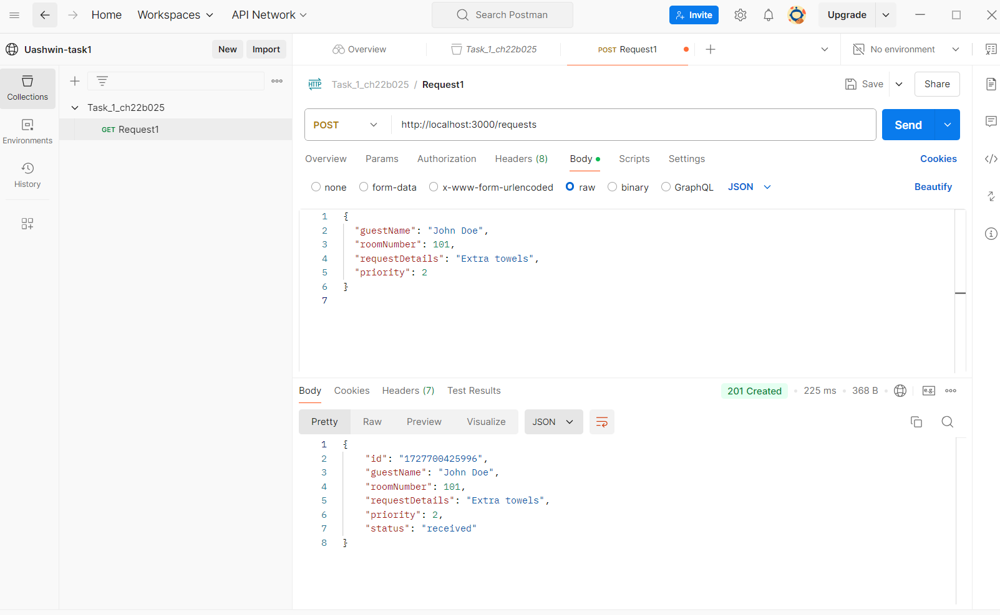 Home Workspaces API Network Search Postman Invite Upgrade
Uashwin-task1 New Import Overview Task_1_ch22b025 POST Request1 No environment
Collections
Environments
History
Task_1_ch22b025
GET Request1
HTTP Task_1_ch22b025 / Request1 Save Share
POST http://localhost:3000/requests Send
Overview Params Authorization Headers (8) Body Scripts Settings Cookies
none form-data x-www-form-urlencoded raw binary GraphQL JSON Beautify
1 {
2 "guestName": "John Doe",
3 "roomNumber": 101,
4 "requestDetails": "Extra towels",
5 "priority": 2
6 }
7
Body Cookies Headers (7) Test Results 201 Created 225 ms 368 B e.g.
Pretty Raw Preview Visualize JSON
1 {
2 "id": "1727700425996",
3 "guestName": "John Doe",
4 "roomNumber": 101,
5 "requestDetails": "Extra towels",
6 "priority": 2,
7 "status": "received"
8 }